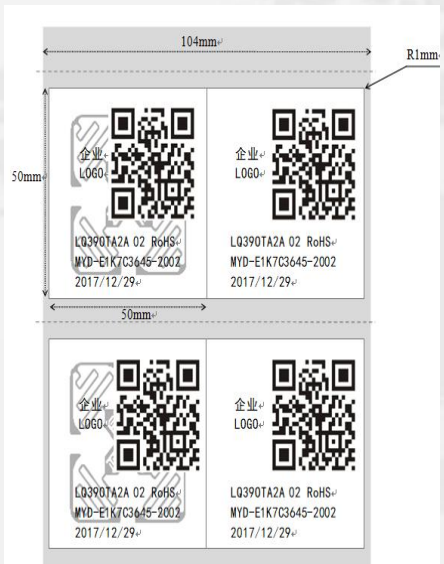 104mm
R1mm
企业
LOGO
LQ390TA2A 02 RoHS
MYD-E1K7C3645-2002
2017/12/29
企业
LOGO
LQ390TA2A 02 RoHS
MYD-E1K7C3645-2002
2017/12/29
50mm
50mm
企业
LOGO
LQ390TA2A 02 RoHS
MYD-E1K7C3645-2002
2017/12/29
企业
LOGO
LQ390TA2A 02 RoHS
MYD-E1K7C3645-2002
2017/12/29